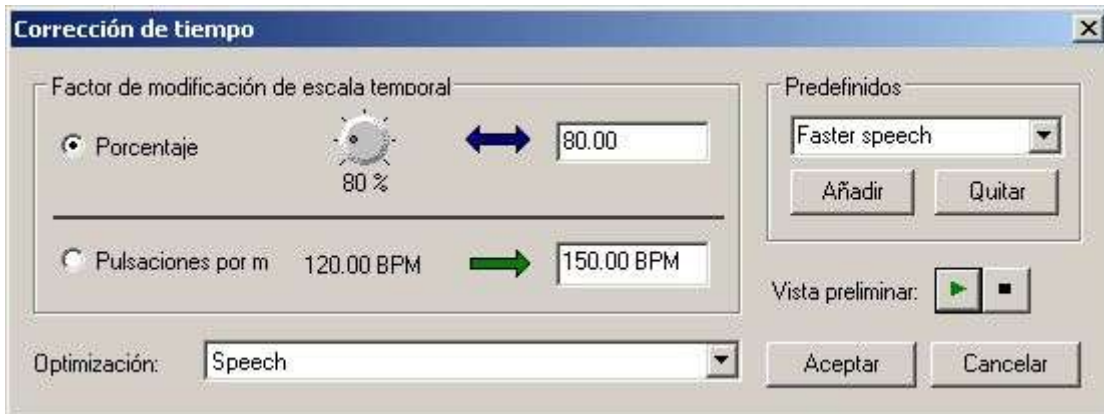 Corrección de tiempo
Factor de modificación de escala temporal
Porcentaje
80 %
80.00
Pulsaciones por m
120.00 BPM
150.00 BPM
Optimización:
Speech
Predefinidos
Faster speech
Añadir
Quitar
Vista preliminar:
Aceptar
Cancelar